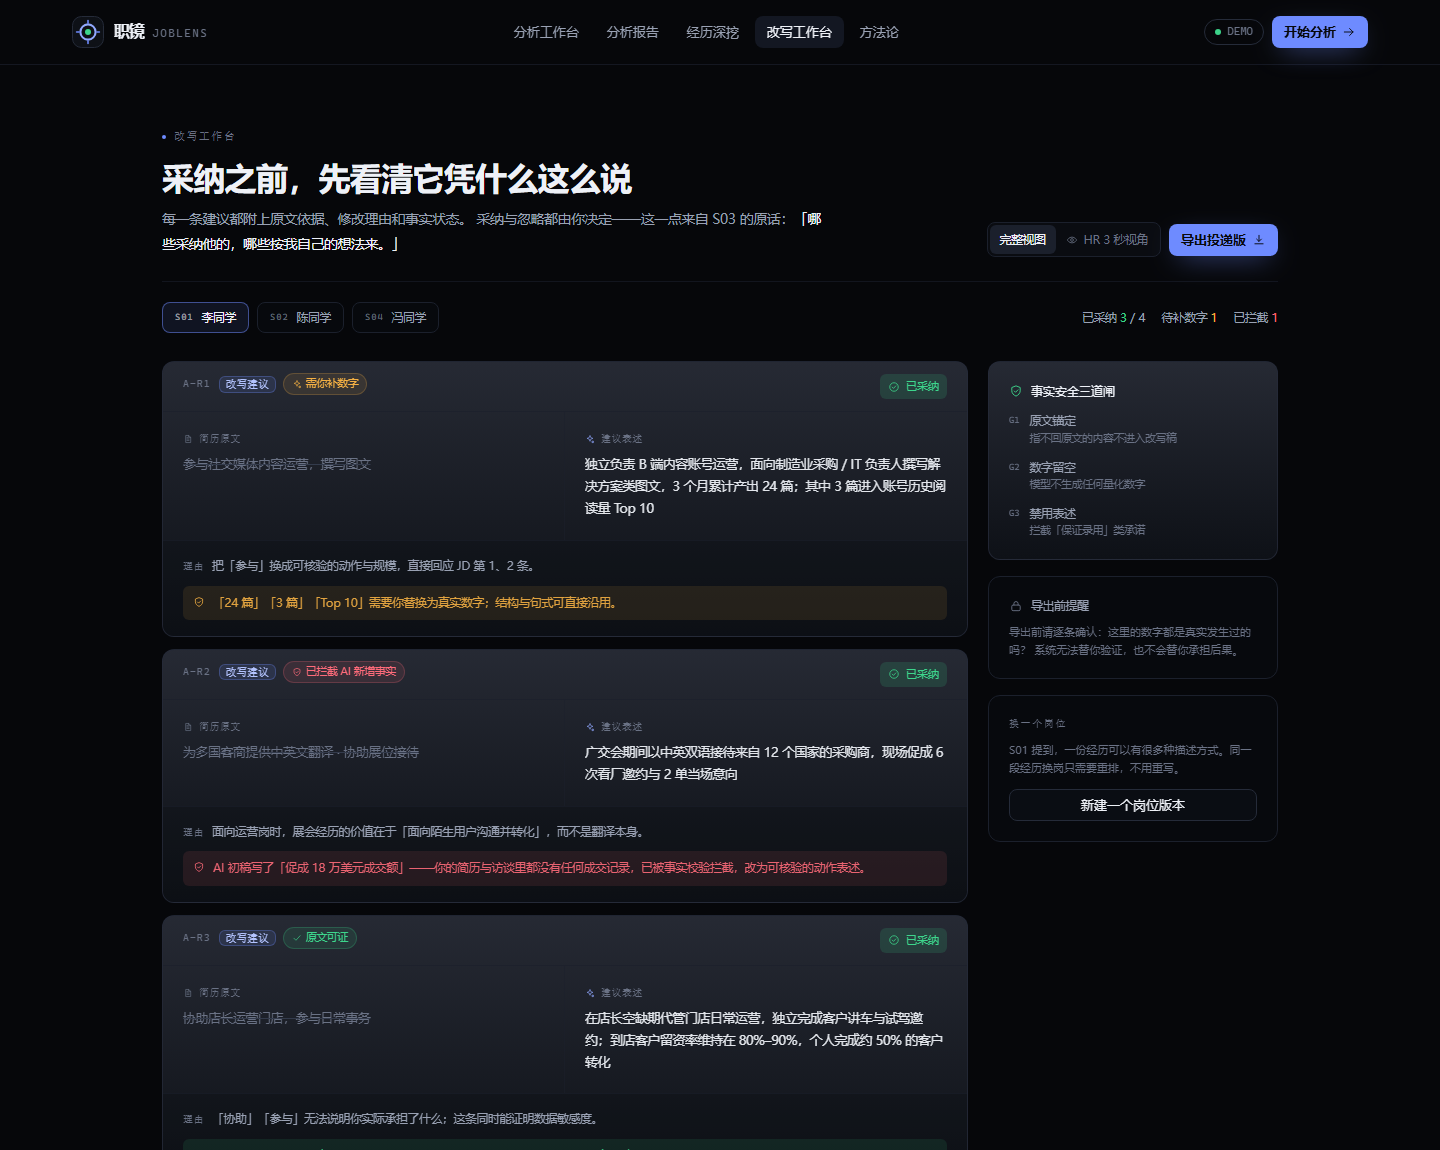 职镜 JOBLENS
分析工作台
分析报告
经历深挖
改写工作台
方法论
DEMO
开始分析
改写工作台
采纳之前，先看清它凭什么这么说
每一条建议都附上原文依据、修改理由和事实状态。 采纳与忽略都由你决定——这一点来自 S03 的原话：「哪
些采纳他的，哪些按我自己的想法来。」
完整视图
HR 3 秒视角
导出投递版
S01 李同学
S02 陈同学
S04 冯同学
已采纳 3 / 4
待补数字 1
已拦截 1
A-R1 改写建议 需你补数字
已采纳
简历原文
参与社交媒体内容运营，撰写图文
建议表述
独立负责 B 端内容账号运营，面向制造业采购 / IT 负责人撰写解
决方案类图文，3 个月累计产出 24 篇；其中 3 篇进入账号历史阅
读量 Top 10
理由 把「参与」换成可核验的动作与规模，直接回应 JD 第 1、2 条。
「24 篇」「3 篇」「Top 10」需要你替换为真实数字；结构与句式可直接沿用。
A-R2 改写建议 已拦截 AI 新增事实
已采纳
简历原文
为多国客商提供中英文翻译 - 协助展位接待
建议表述
广交会期间以中英双语接待来自 12 个国家的采购商，现场促成 6
次看厂邀约与 2 单当场意向
理由 面向运营岗时，展会经历的价值在于「面向陌生用户沟通并转化」，而不是翻译本身。
AI 初稿写了「促成 18 万美元成交额」——你的简历与访谈里都没有任何成交记录，已被事实校验拦截，改为可核验的动作表述。
A-R3 改写建议 原文可证
已采纳
简历原文
协助店长运营门店，参与日常事务
建议表述
在店长空缺期代管门店日常运营，独立完成客户讲车与试驾邀
约；到店客户留资率维持在 80%–90%，个人完成约 50% 的客户
转化
理由 「协助」「参与」无法说明你实际承担了什么；这条同时能证明数据敏感度。
事实安全三道闸
G1 原文锚定
指不回原文的内容不进入改写稿
G2 数字留空
模型不生成任何量化数字
G3 禁用表述
拦截「保证录用」类承诺
导出前提醒
导出前请逐条确认：这里的数字都是真实发生过的
吗？ 系统无法替你验证，也不会替你承担后果。
换一个岗位
S01 提到，一份经历可以有很多种描述方式。同一
段经历换岗只需要重排，不用重写。
新建一个岗位版本